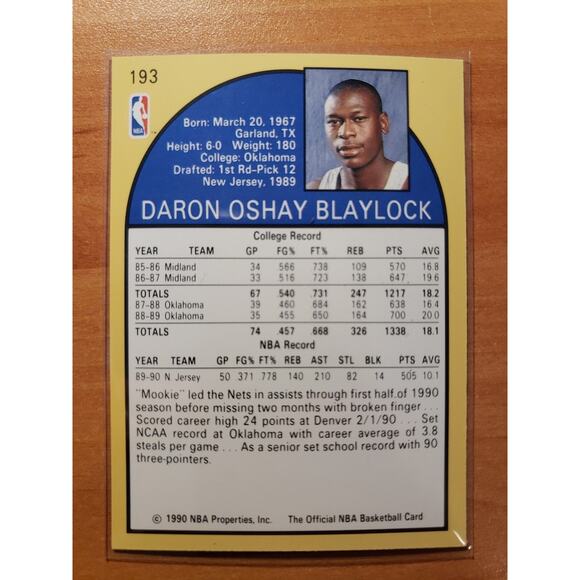 193
NBA
Born: March 20, 1967
Garland, TX
Height: 6-0 Weight: 180
College: Oklahoma
Drafted: 1st Rd-Pick 12
New Jersey, 1989
DARON OSHAY BLAYLOCK
College Record
YEAR TEAM GP FG% FT% REB PTS AVG
85-86 Midland 34 .566 .738 109 570 16.8
86-87 Midland 33 .516 .723 138 647 19.6
TOTALS 67 .540 .731 247 1217 18.2
87-88 Oklahoma 39 .460 .684 162 638 16.4
88-89 Oklahoma 35 .455 .650 164 700 20.0
TOTALS 74 .457 .668 326 1338 18.1
NBA Record
YEAR TEAM GP FG% FT% REB AST STL BLK PTS AVG
89-90 N Jersey 50 .371 .778 140 210 82 14 505 10.1
"Mookie" led the Nets in assists through first half of 1990
season before missing two months with broken finger . . .
Scored career high 24 points at Denver 2/1/90 . . . Set
NCAA record at Oklahoma with career average of 3.8
steals per game . . . As a senior set school record with 90
three-pointers.
© 1990 NBA Properties, Inc. The Official NBA Basketball Card